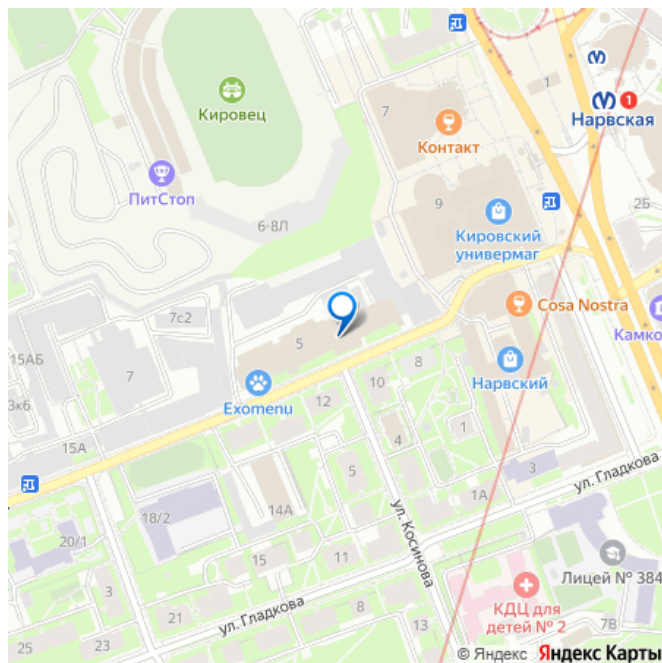 1
Кировец
7
Нарвская
1
Контакт
ПитСтоп
9
2Б
6-8Л
Кировский
универмаг
Cosa Nostra
7с2
5
Камко
15АБ
7
8
Нарвский
10
Exomenu
12
3к6
4
1
15А
5
3
ул. Гладкова
14А
1А
18/2
ул. Косинова
20/1
15
11
Лицей № 384
3
КДЦ для
детей № 2
21
ул. Гладкова
7В
25
23
© Яндекс Яндекс Карты